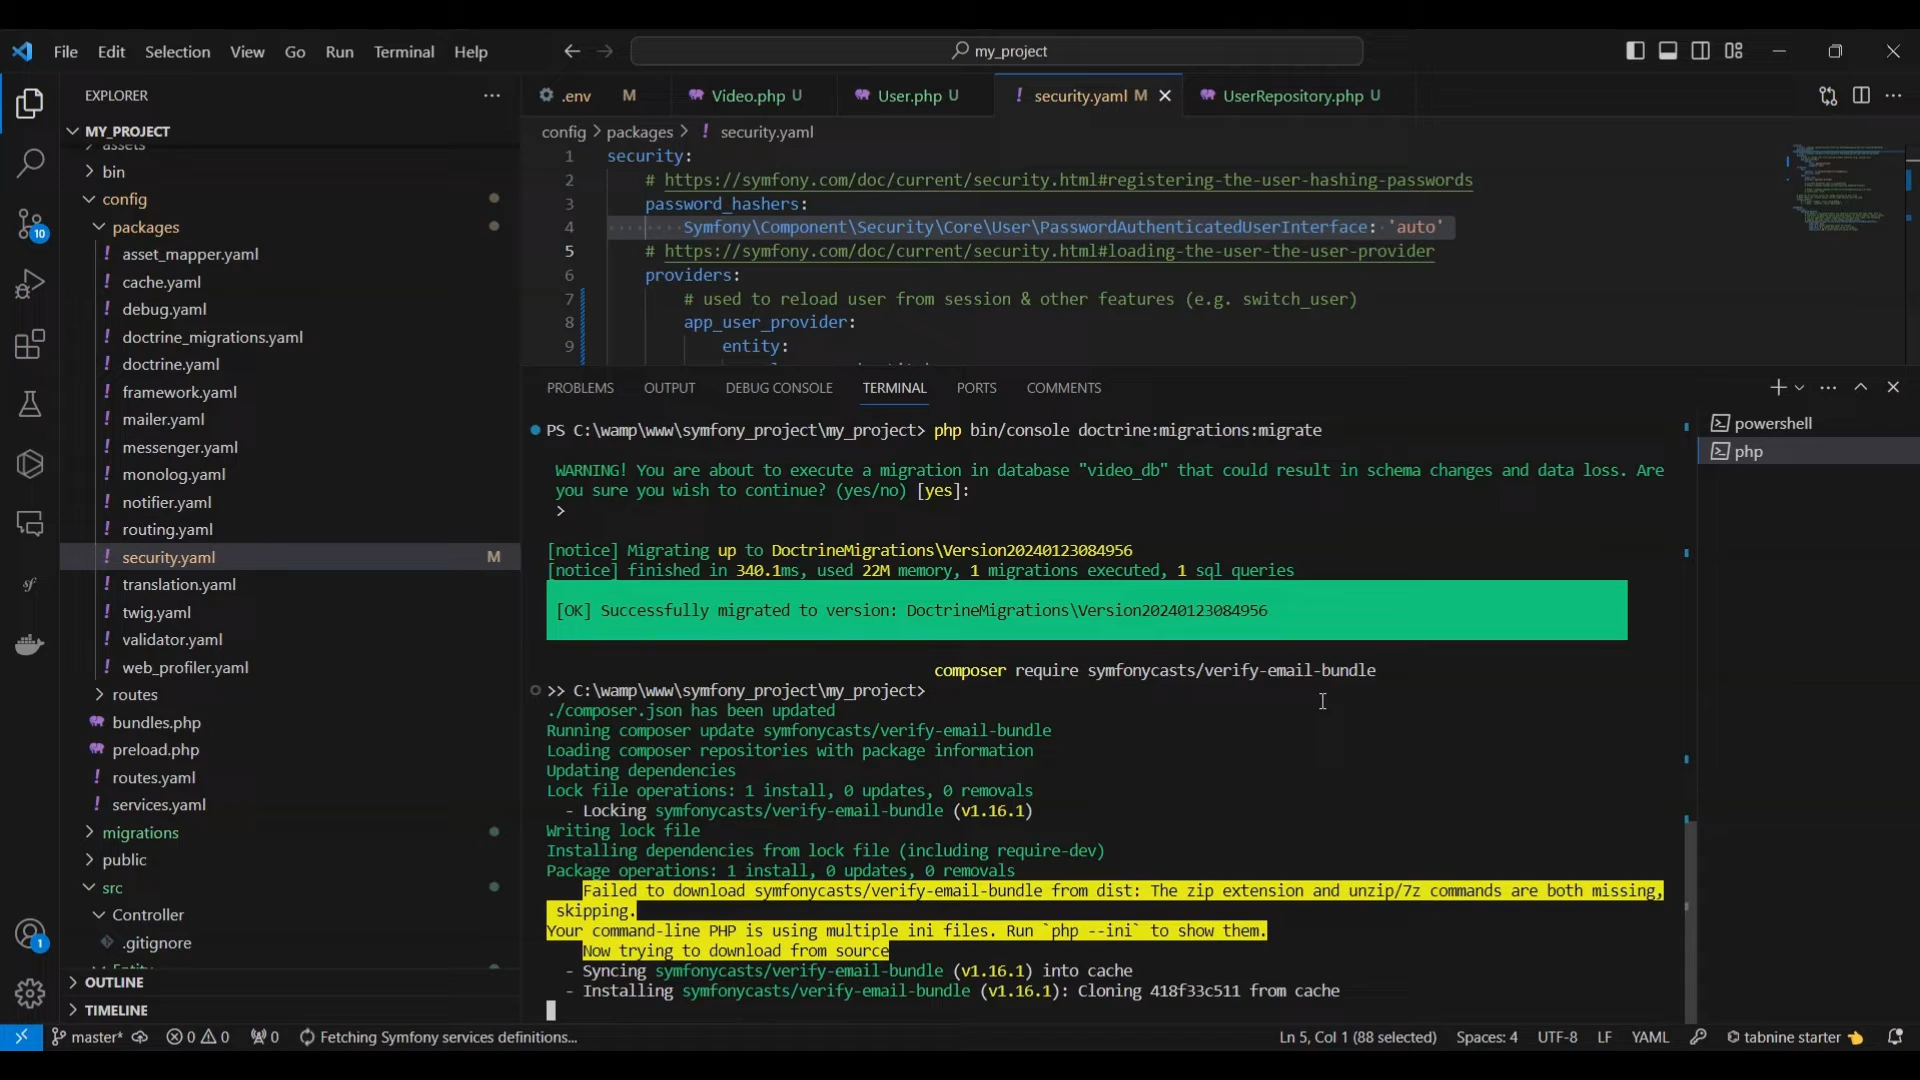 File Edit Selection View Go Run Terminal Help
my_project
EXPLORER
MY_PROJECT
assets
bin
config
packages
asset_mapper.yaml
cache.yaml
debug.yaml
doctrine_migrations.yaml
doctrine.yaml
framework.yaml
mailer.yaml
messenger.yaml
monolog.yaml
notifier.yaml
routing.yaml
security.yaml M
translation.yaml
twig.yaml
validator.yaml
web_profiler.yaml
routes
bundles.php
preload.php
routes.yaml
services.yaml
migrations
public
src
Controller
.gitignore
OUTLINE
TIMELINE
10
1
.env M
Video.php U
User.php U
! security.yaml M
UserRepository.php U
config > packages > ! security.yaml
1 security:
2 # https://symfony.com/doc/current/security.html#registering-the-user-hashing-passwords
3 password_hashers:
4 Symfony\Component\Security\Core\User\PasswordAuthenticatedUserInterface: 'auto'
5 # https://symfony.com/doc/current/security.html#loading-the-user-the-user-provider
6 providers:
7 # used to reload user from session & other features (e.g. switch_user)
8 app_user_provider:
9 entity:
PROBLEMS OUTPUT DEBUG CONSOLE TERMINAL PORTS COMMENTS
powershell
php
PS C:\wamp\www\symfony_project\my_project> php bin/console doctrine:migrations:migrate
WARNING! You are about to execute a migration in database "video_db" that could result in schema changes and data loss. Are
you sure you wish to continue? (yes/no) [yes]:
>
[notice] Migrating up to DoctrineMigrations\Version20240123084956
[notice] finished in 340.1ms, used 22M memory, 1 migrations executed, 1 sql queries
[OK] Successfully migrated to version: DoctrineMigrations\Version20240123084956
composer require symfonycasts/verify-email-bundle
>> C:\wamp\www\symfony_project\my_project>
./composer.json has been updated
Running composer update symfonycasts/verify-email-bundle
Loading composer repositories with package information
Updating dependencies
Lock file operations: 1 install, 0 updates, 0 removals
- Locking symfonycasts/verify-email-bundle (v1.16.1)
Writing lock file
Installing dependencies from lock file (including require-dev)
Package operations: 1 install, 0 updates, 0 removals
Failed to download symfonycasts/verify-email-bundle from dist: The zip extension and unzip/7z commands are both missing,
skipping.
Your command-line PHP is using multiple ini files. Run `php --ini` to show them.
Now trying to download from source
- Syncing symfonycasts/verify-email-bundle (v1.16.1) into cache
- Installing symfonycasts/verify-email-bundle (v1.16.1): Cloning 418f33c511 from cache
master* 0 0 0 Fetching Symfony services definitions... Ln 5, Col 1 (88 selected) Spaces: 4 UTF-8 LF YAML tabnine starter